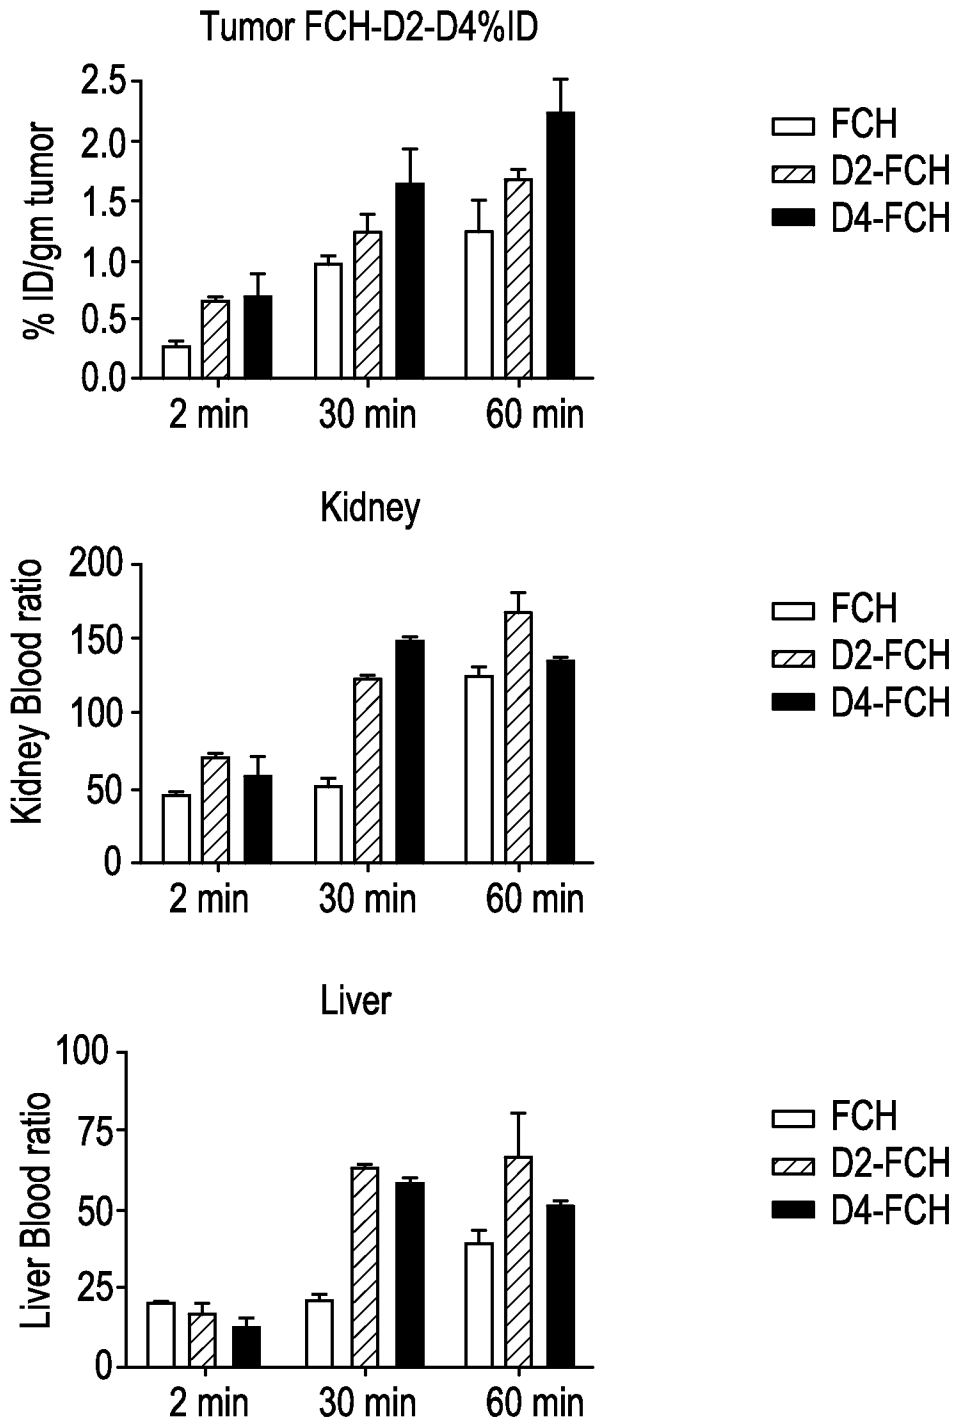 Tumor FCH-D2-D4%ID
% ID/gm tumor
2.5
2.0
1.5
1.0
0.5
0.0
2 min 30 min 60 min
FCH
D2-FCH
D4-FCH
Kidney
Kidney Blood ratio
200
150
100
50
0
2 min 30 min 60 min
FCH
D2-FCH
D4-FCH
Liver
Liver Blood ratio
100
75
50
25
0
2 min 30 min 60 min
FCH
D2-FCH
D4-FCH